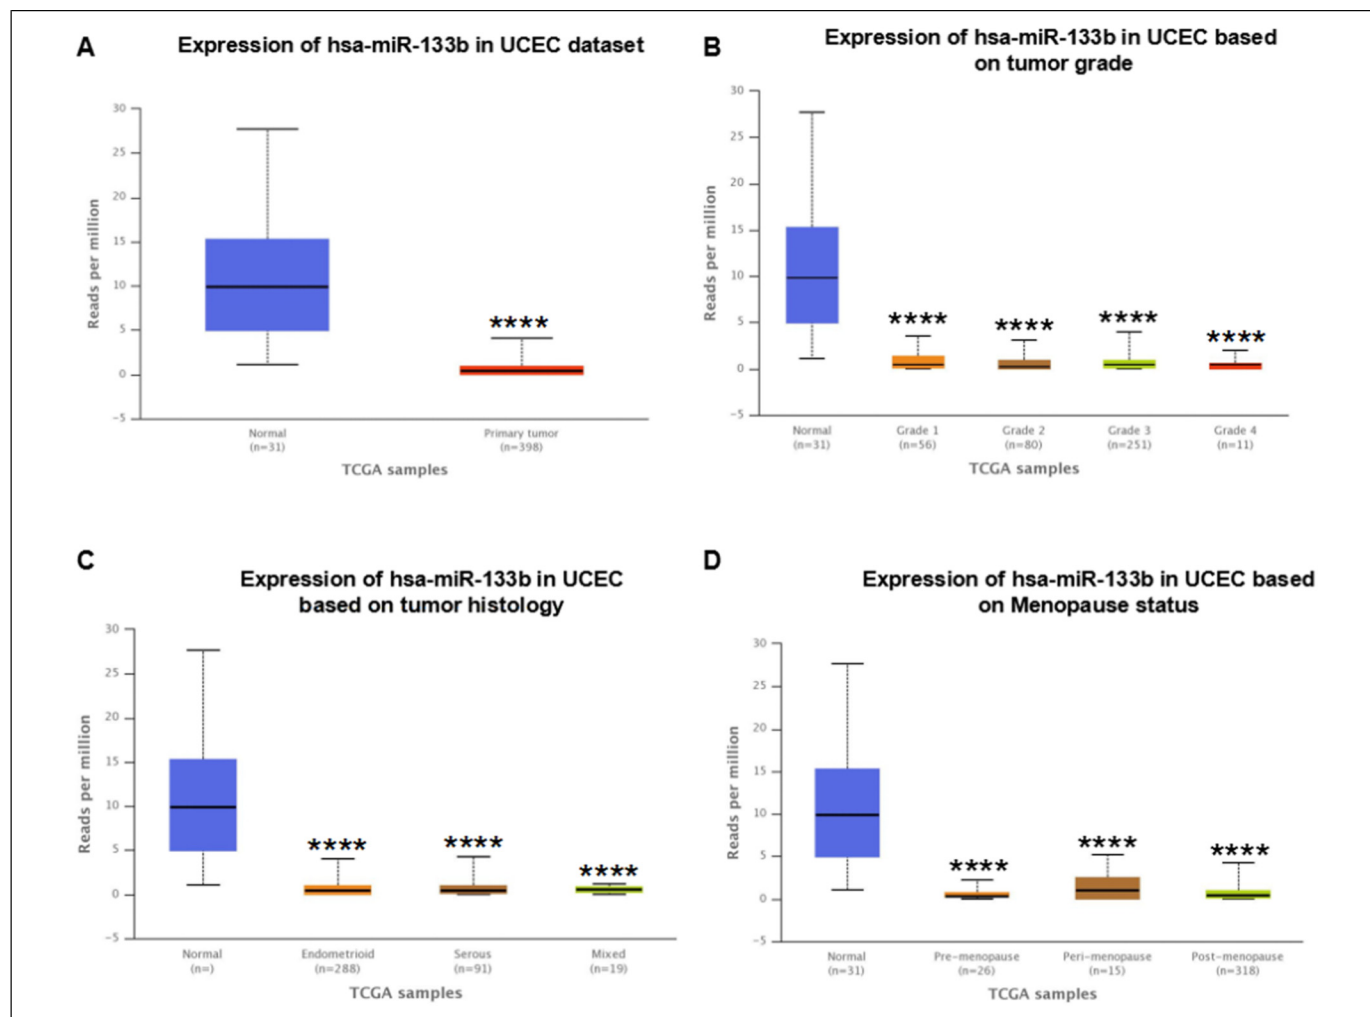 A
Expression of hsa-miR-133b in UCEC dataset
30
25
20
15
10
5
0
-5
Reads per million
****
Normal
(n=31)
Primary tumor
(n=398)
TCGA samples
B
Expression of hsa-miR-133b in UCEC based
on tumor grade
30
25
20
15
10
5
0
-5
Reads per million
****
****
****
****
Normal
(n=31)
Grade 1
(n=56)
Grade 2
(n=80)
Grade 3
(n=251)
Grade 4
(n=11)
TCGA samples
C
Expression of hsa-miR-133b in UCEC
based on tumor histology
30
25
20
15
10
5
0
-5
Reads per million
****
****
****
Normal
(n=)
Endometrioid
(n=288)
Serous
(n=91)
Mixed
(n=19)
TCGA samples
D
Expression of hsa-miR-133b in UCEC based
on Menopause status
30
25
20
15
10
5
0
-5
Reads per million
****
****
****
Normal
(n=31)
Pre-menopause
(n=26)
Peri-menopause
(n=15)
Post-menopause
(n=318)
TCGA samples